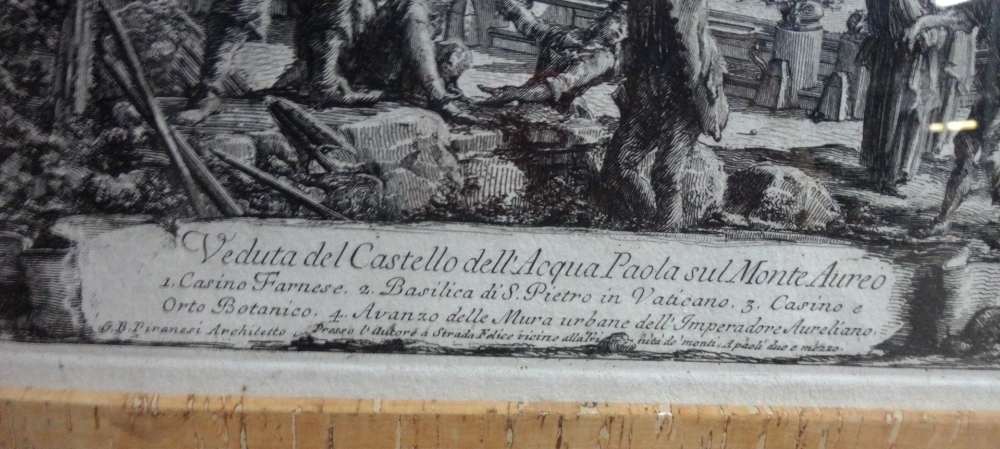 Veduta del Castello dell'Acqua Paola sul Monte Aureo
1. Casino Farnese. 2. Basilica di S. Pietro in Vaticano, 3. Casino e
Orto Botanico, 4. Avanzo delle Mura urbane dell'Imperadore Aureliano.
G. B. Piranesi Architetto. Presso l'autore a Strada Felice vicino alla nità de' monti. A paoli due e mezzo.